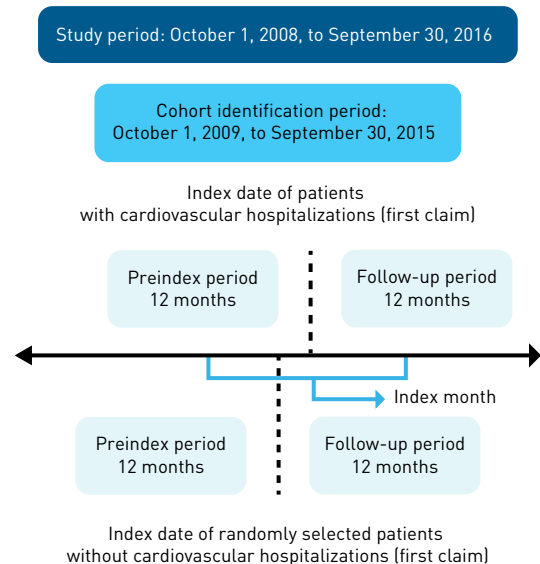 Study period: October 1, 2008, to September 30, 2016
Cohort identification period:
October 1, 2009, to September 30, 2015
Index date of patients
with cardiovascular hospitalizations (first claim)
Preindex period
12 months
Follow-up period
12 months
Index month
Preindex period
12 months
Follow-up period
12 months
Index date of randomly selected patients
without cardiovascular hospitalizations (first claim)